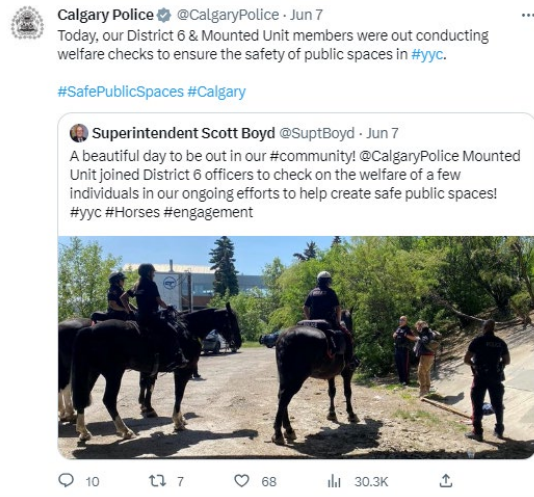 Calgary Police @CalgaryPolice · Jun 7
Today, our District 6 & Mounted Unit members were out conducting
welfare checks to ensure the safety of public spaces in #yyc.
#SafePublicSpaces #Calgary
Superintendent Scott Boyd @SuptBoyd · Jun 7
A beautiful day to be out in our #community! @CalgaryPolice Mounted
Unit joined District 6 officers to check on the welfare of a few
individuals in our ongoing efforts to help create safe public spaces!
#yyc #Horses #engagement
10 7 68 30.3K